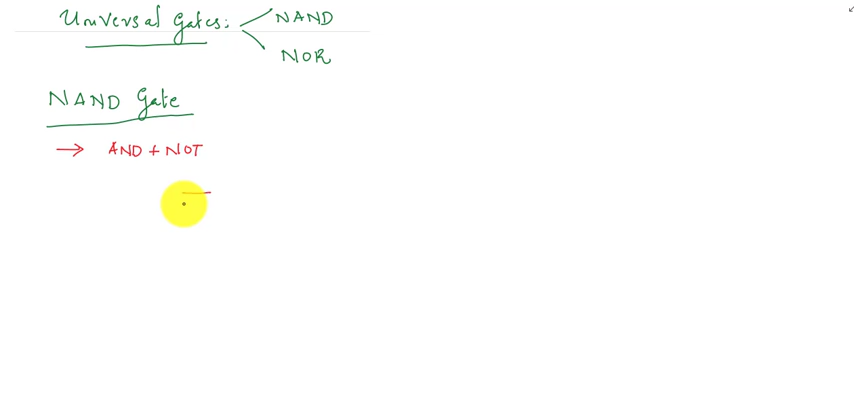 Universal Gates: NAND
NOR
NAND Gate
→ AND + NOT